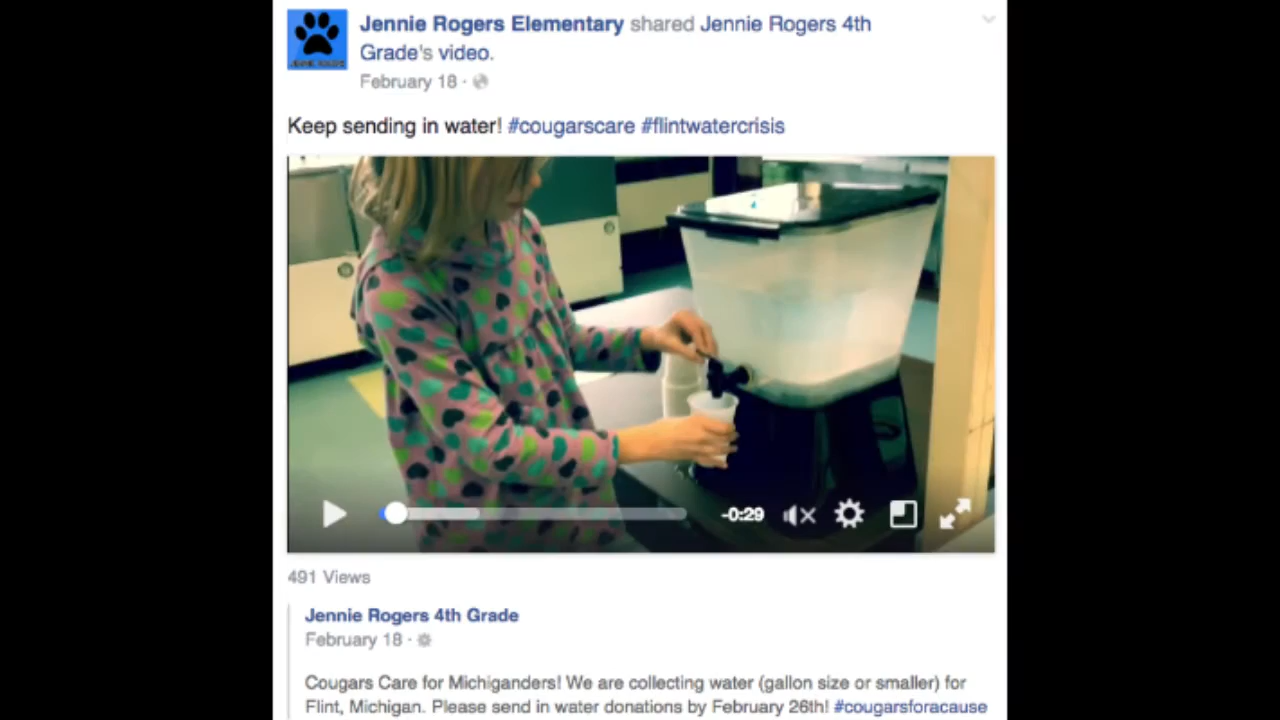 Jennie Rogers Elementary shared Jennie Rogers 4th
Grade's video.
February 18 ·
Keep sending in water! #cougarscare #flintwatercrisis
-0:29
491 Views
Jennie Rogers 4th Grade
February 18 ·
Cougars Care for Michiganders! We are collecting water (gallon size or smaller) for
Flint, Michigan. Please send in water donations by February 26th! #cougarsforacause